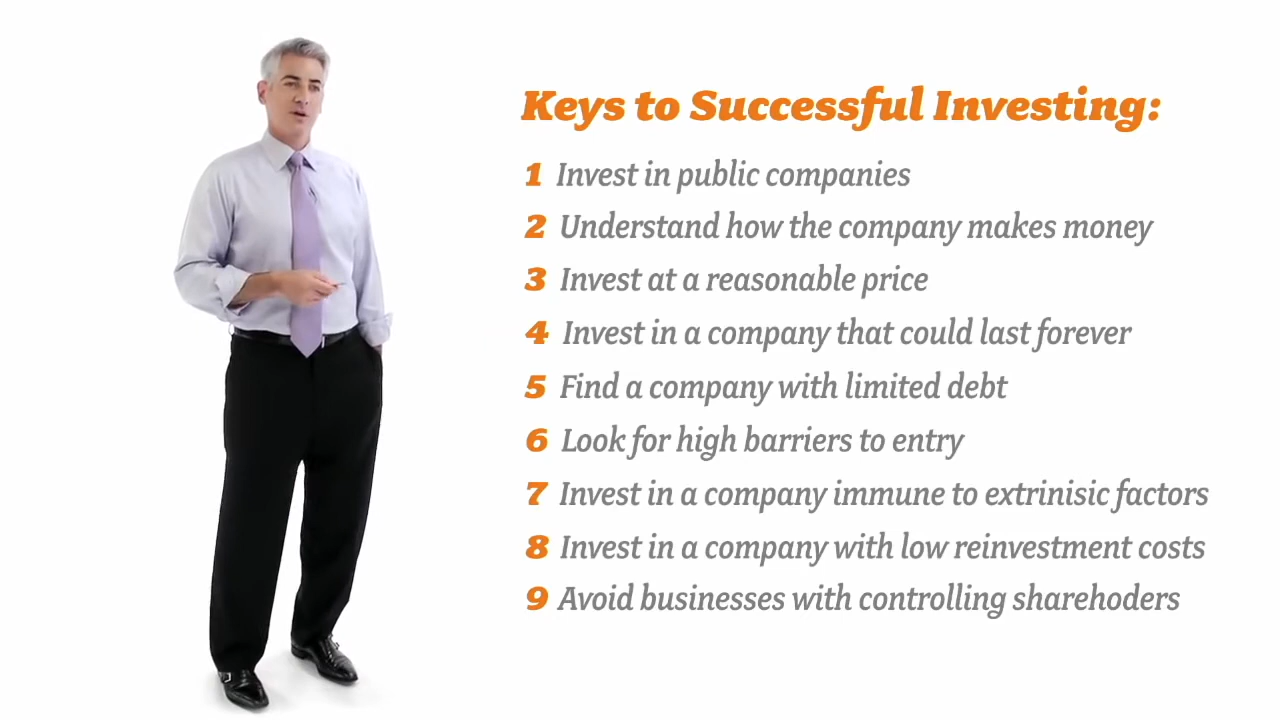 Keys to Successful Investing:
1 Invest in public companies
2 Understand how the company makes money
3 Invest at a reasonable price
4 Invest in a company that could last forever
5 Find a company with limited debt
6 Look for high barriers to entry
7 Invest in a company immune to extrinisic factors
8 Invest in a company with low reinvestment costs
9 Avoid businesses with controlling sharehoders